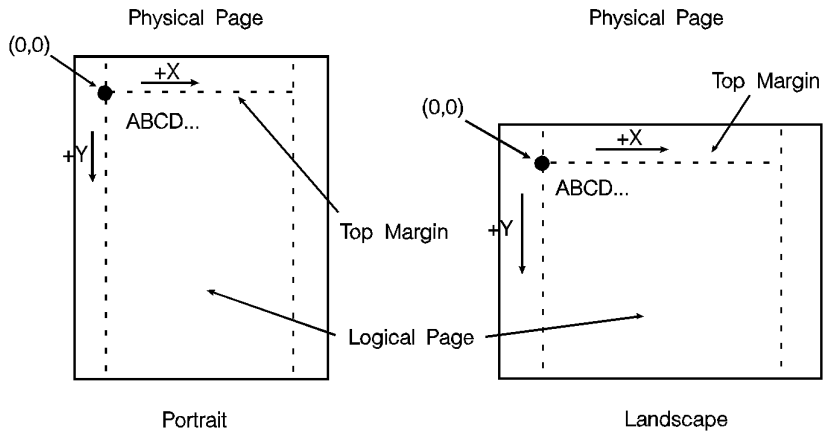 Physical Page
Physical Page
(0,0)
+X
ABCD...
+Y
Top Margin
Top Margin
(0,0)
+X
ABCD...
+Y
Logical Page
Portrait
Landscape